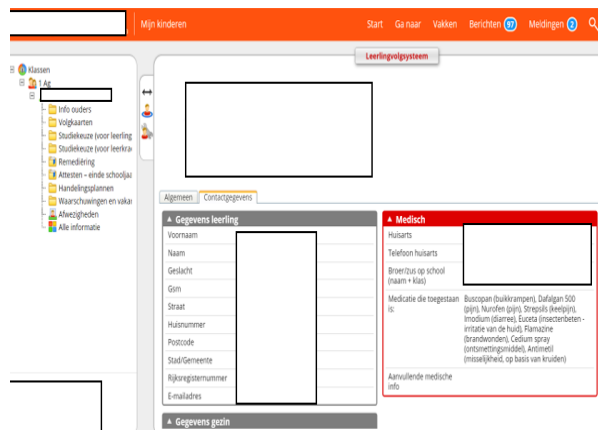 Mijn kinderen
Start Ga naar Vakken Berichten 97 Meldingen 2
Leerlingvolgsysteem
Klassen
1 Ag
Info ouders
Volgkaarten
Studiekeuze (voor leerling
Studiekeuze (voor leerkra
Remediëring
Attesten – einde schooljaa
Handelingsplannen
Waarschuwingen en vakan
Afwezigheden
Alle informatie
Algemeen Contactgegevens
Gegevens leerling
Voornaam
Naam
Geslacht
Gsm
Straat
Huisnummer
Postcode
Stad/Gemeente
Rijksregisternummer
E-mailadres
Gegevens gezin
Medisch
Huisarts
Telefoon huisarts
Broer/zus op school
(naam + klas)
Medicatie die toegestaan
is:
Buscopan (buikkrampen), Dafalgan 500
(pijn), Nurofen (pijn), Strepsils (keelpijn),
Imodium (diarree), Euceta (insectenbeten -
irritatie van de huid), Flamazine
(brandwonden), Cedium spray
(ontsmettingsmiddel), Antimetil
(misselijkheid, op basis van kruiden)
Aanvullende medische
info